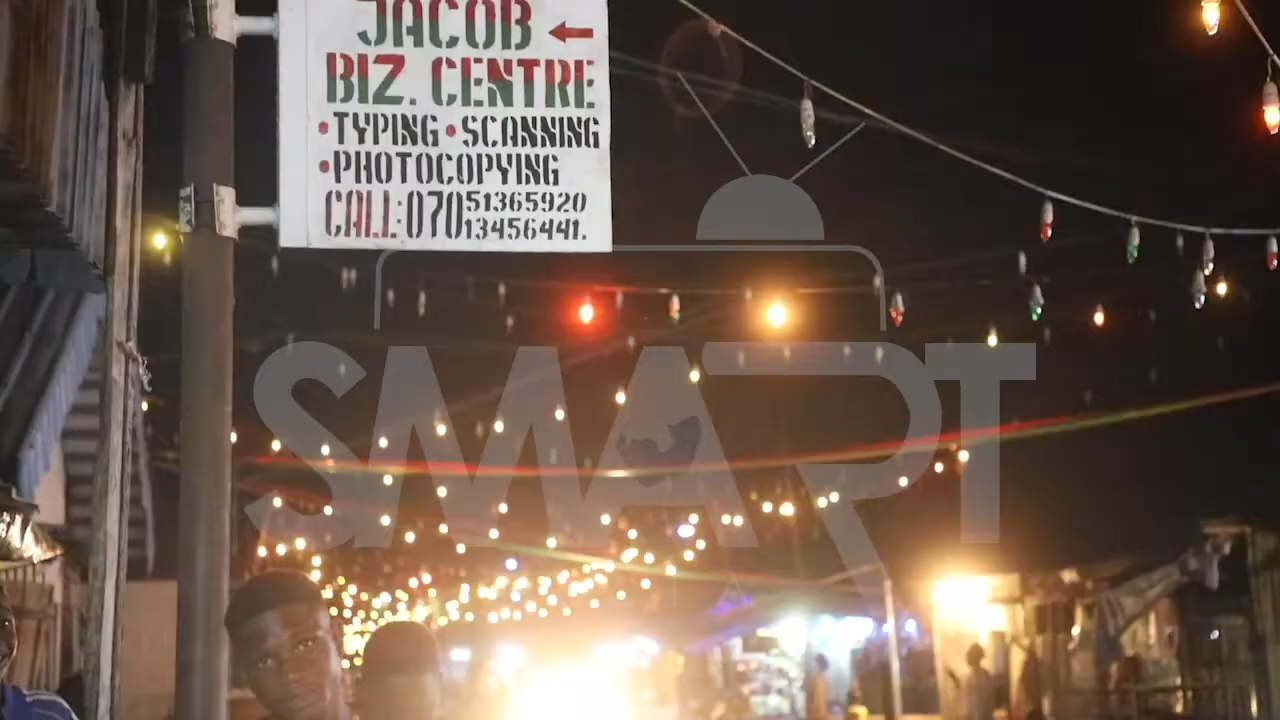 JACOB
BIZ. CENTRE
•TYPING •SCANNING
•PHOTOCOPYING
CALL:070 51365920
13456441.
SMART